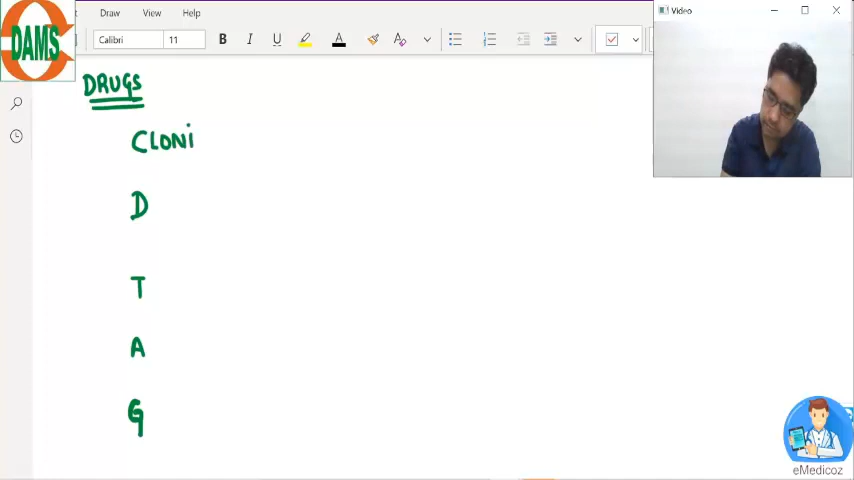 DAMS
Draw View Help
Video
Calibri 11 B I U A A
DRUGS
CLONI
D
T
A
G
eMedicoz